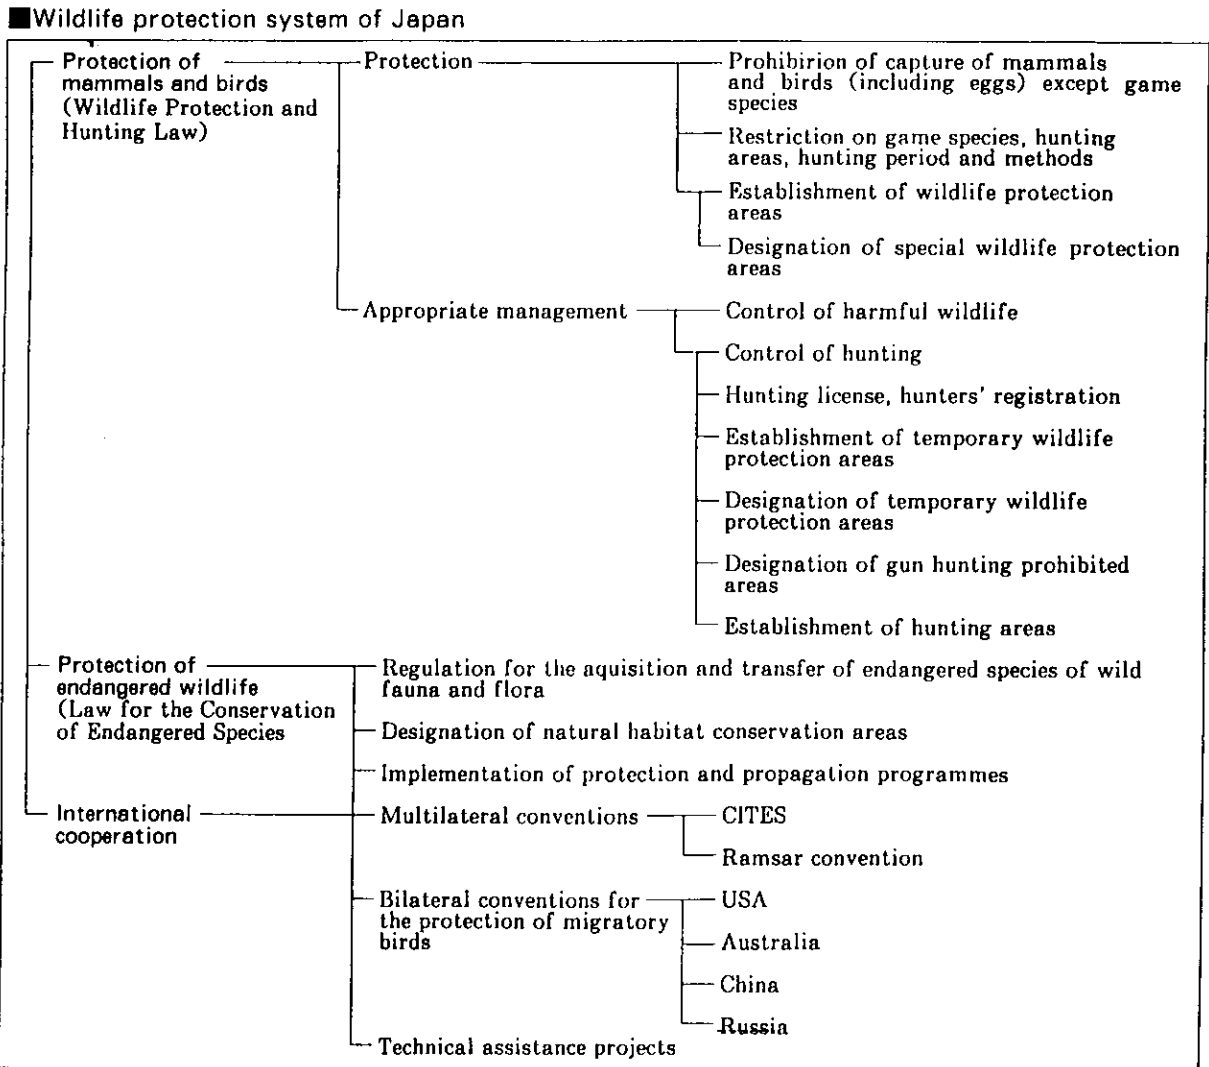 ■Wildlife protection system of Japan
Protection of
mammals and birds
(Wildlife Protection and
Hunting Law)
Protection
Prohibirion of capture of mammals
and birds (including eggs) except game
species
Restriction on game species, hunting
areas, hunting period and methods
Establishment of wildlife protection
areas
Designation of special wildlife protection
areas
Appropriate management
Control of harmful wildlife
Control of hunting
Hunting license, hunters' registration
Establishment of temporary wildlife
protection areas
Designation of temporary wildlife
protection areas
Designation of gun hunting prohibited
areas
Establishment of hunting areas
Protection of
endangered wildlife
(Law for the Conservation
of Endangered Species
Regulation for the aquisition and transfer of endangered species of wild
fauna and flora
Designation of natural habitat conservation areas
Implementation of protection and propagation programmes
International
cooperation
Multilateral conventions
CITES
Ramsar convention
Bilateral conventions for
the protection of migratory
birds
USA
Australia
China
Russia
Technical assistance projects